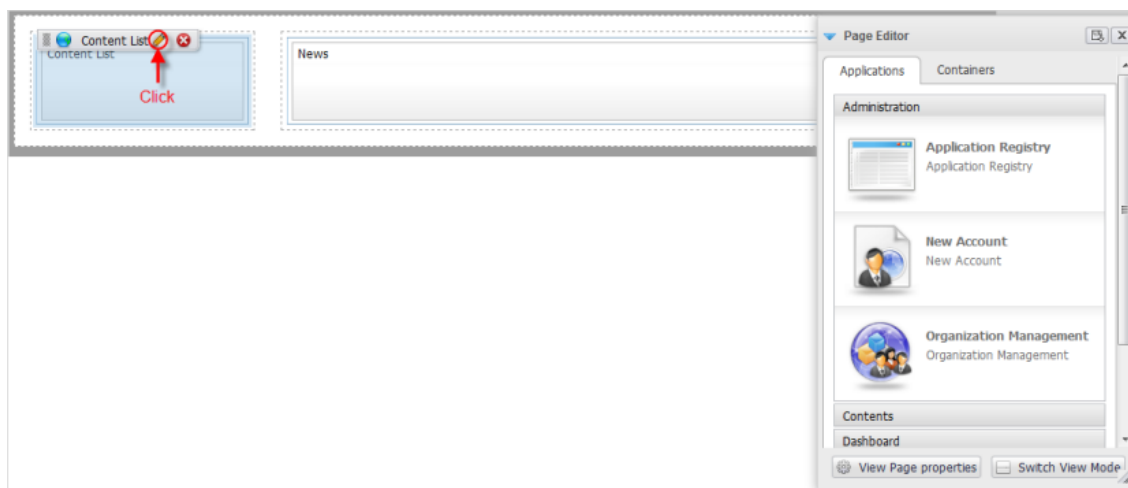 Content List
Content List
Click
News
Page Editor
Applications
Containers
Administration
Application Registry
Application Registry
New Account
New Account
Organization Management
Organization Management
Contents
Dashboard
View Page properties
Switch View Mode